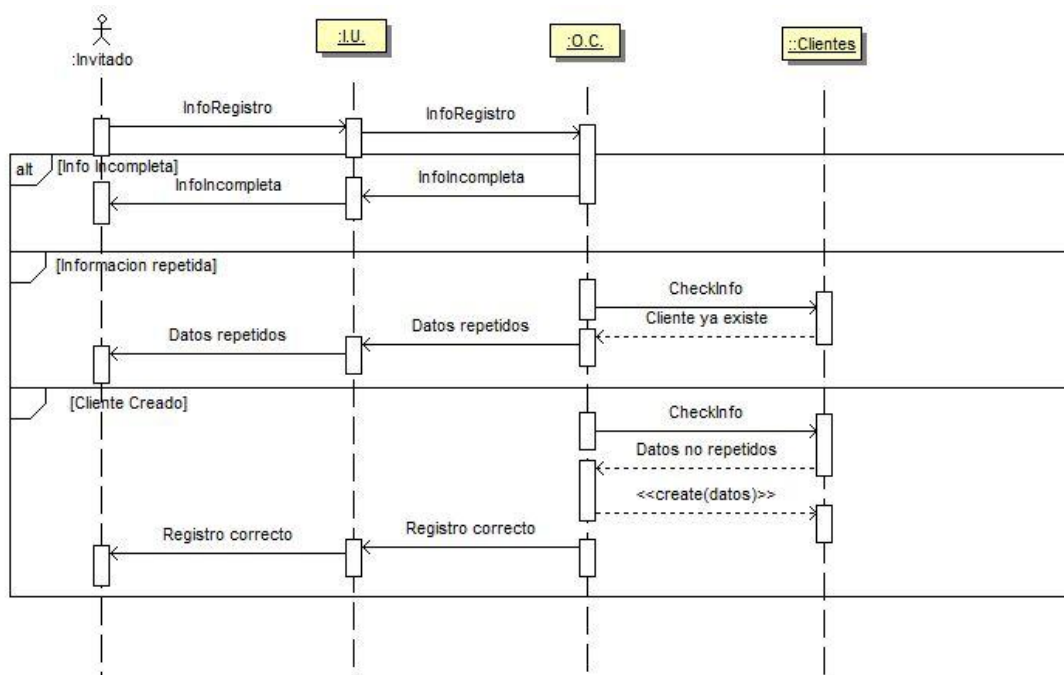 :Invitado
:I.U.
:O.C.
::Clientes
InfoRegistro
InfoRegistro
alt
[Info Incompleta]
InfoIncompleta
InfoIncompleta
[Informacion repetida]
CheckInfo
Cliente ya existe
Datos repetidos
Datos repetidos
[Cliente Creado]
CheckInfo
Datos no repetidos
<<create(datos)>>
Registro correcto
Registro correcto